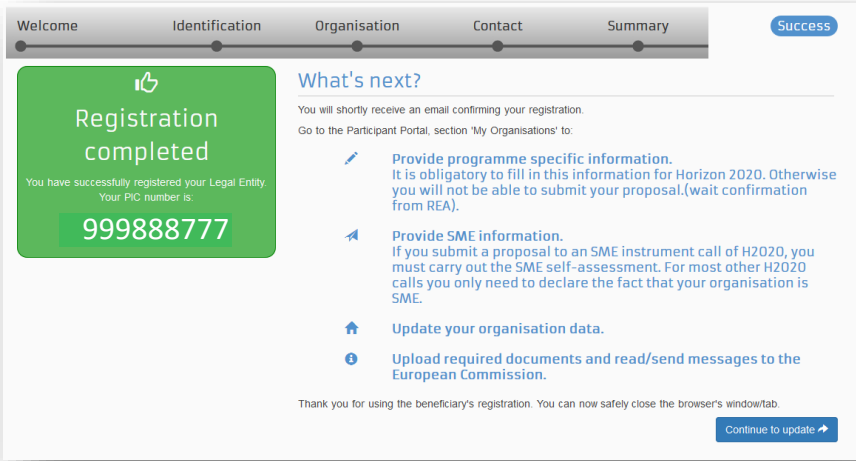 Welcome
Identification
Organisation
Contact
Summary
Success
Registration
completed
You have successfully registered your Legal Entity.
Your PIC number is:
999888777
What's next?
You will shortly receive an email confirming your registration.
Go to the Participant Portal, section 'My Organisations' to:
Provide programme specific information.
It is obligatory to fill in this information for Horizon 2020. Otherwise
you will not be able to submit your proposal.(wait confirmation
from REA).
Provide SME information.
If you submit a proposal to an SME instrument call of H2020, you
must carry out the SME self-assessment. For most other H2020
calls you only need to declare the fact that your organisation is
SME.
Update your organisation data.
Upload required documents and read/send messages to the
European Commission.
Thank you for using the beneficiary's registration. You can now safely close the browser's window/tab.
Continue to update